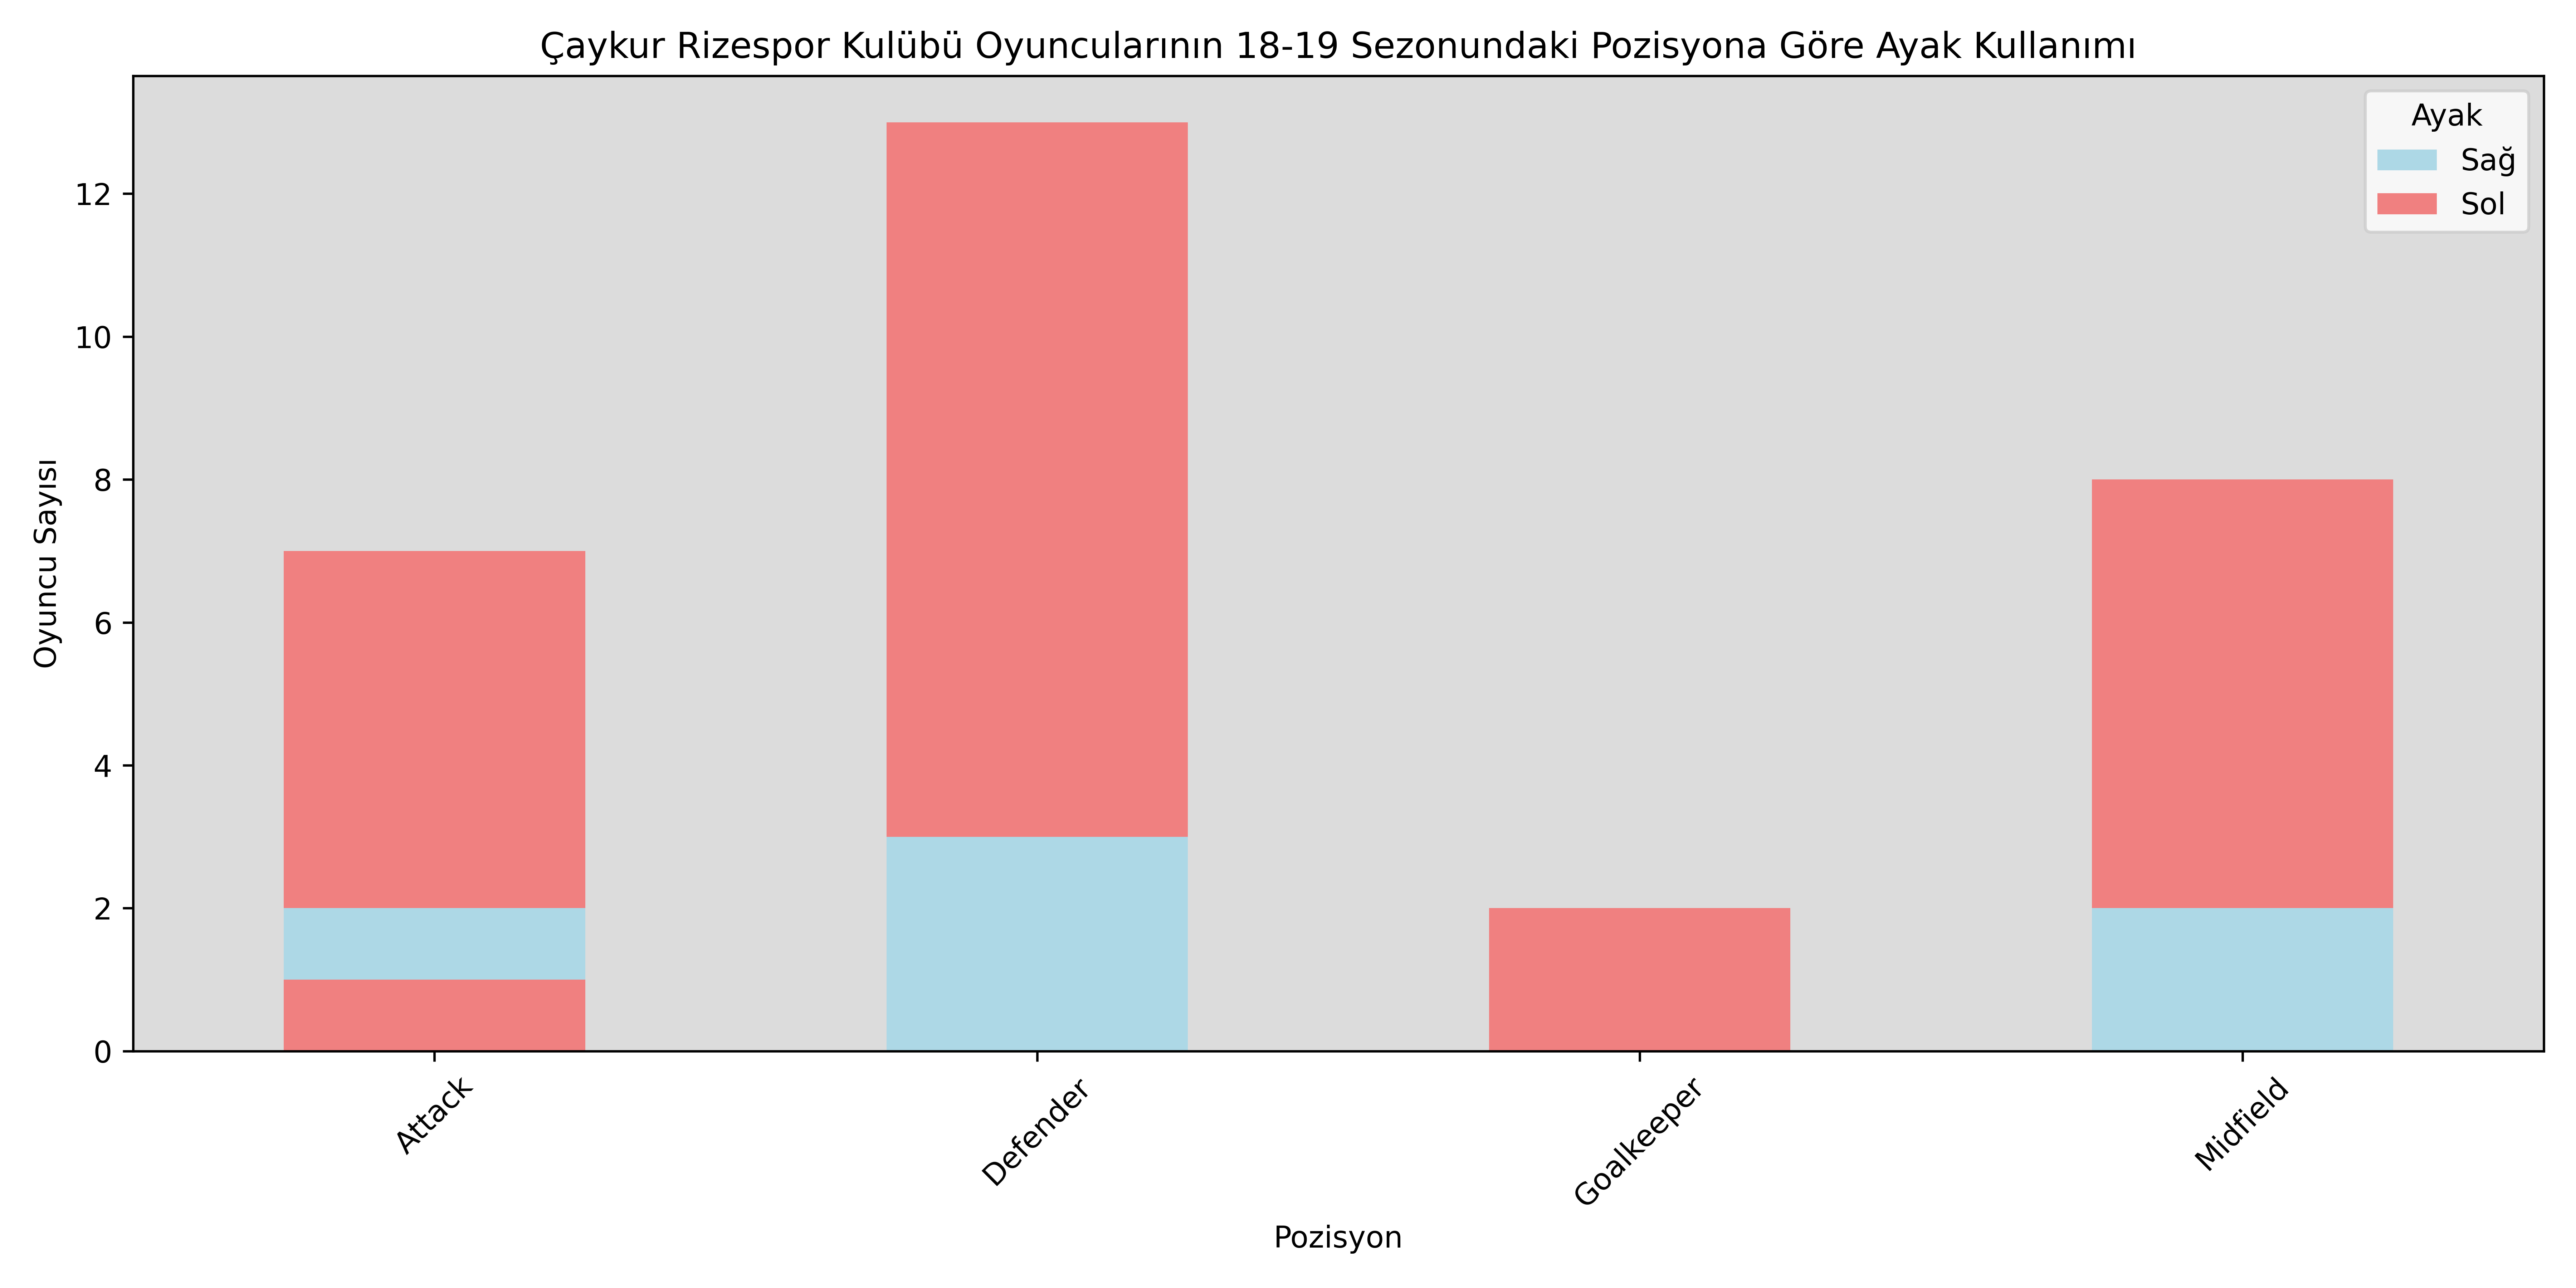 Çaykur Rizespor Kulübü Oyuncularının 18-19 Sezonundaki Pozisyona Göre Ayak Kullanımı
Ayak
Sağ
Sol
Oyuncu Sayısı
12
10
8
6
4
2
0
Attack
Defender
Goalkeeper
Midfield
Pozisyon